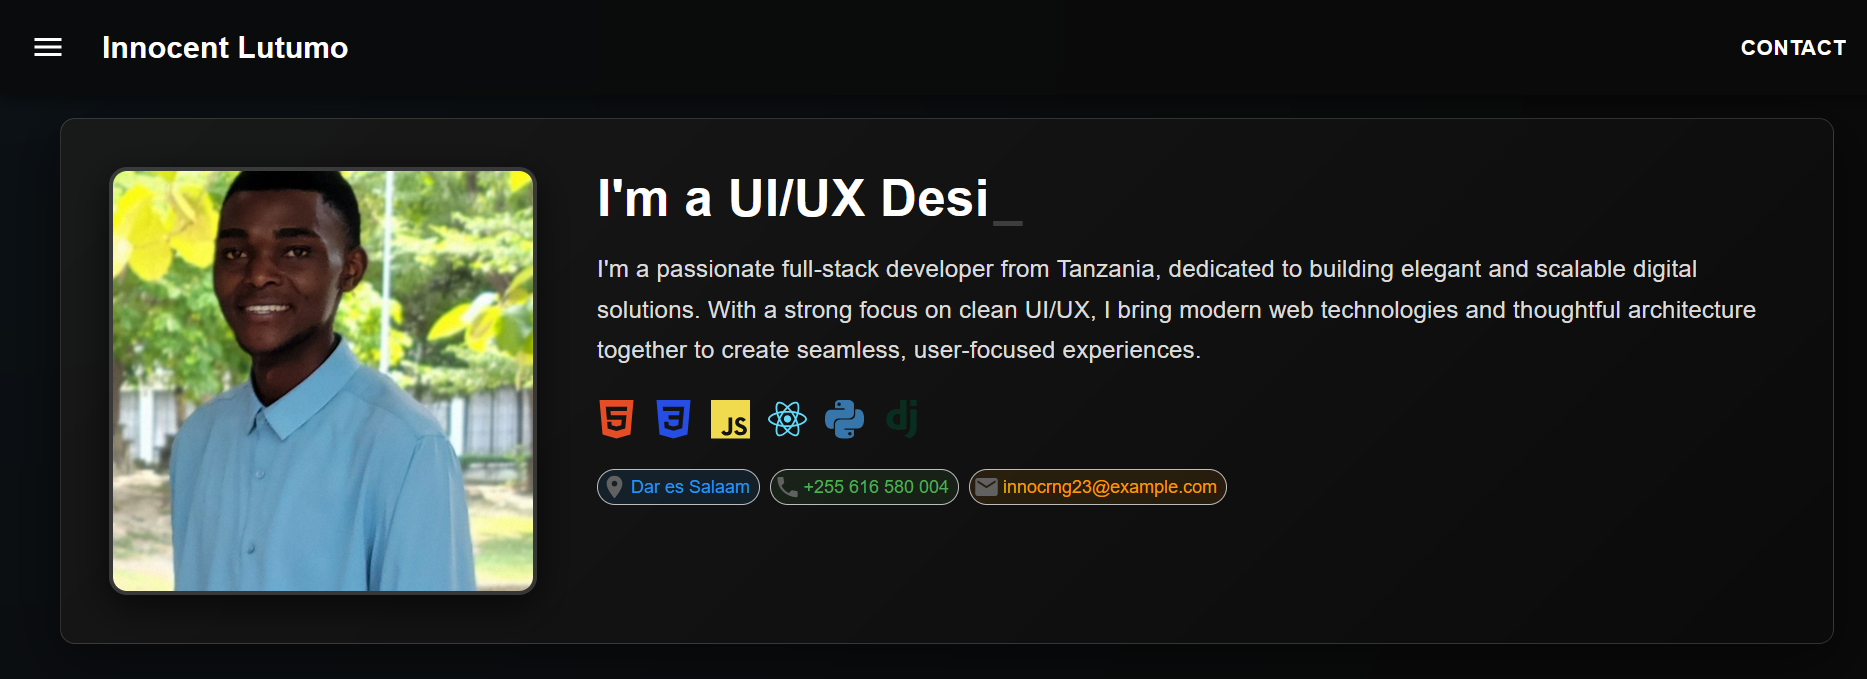 Innocent Lutumo
CONTACT
I'm a UI/UX Desi_
I'm a passionate full-stack developer from Tanzania, dedicated to building elegant and scalable digital
solutions. With a strong focus on clean UI/UX, I bring modern web technologies and thoughtful architecture
together to create seamless, user-focused experiences.
5 3 JS dj
Dar es Salaam +255 616 580 004 innocrng23@example.com